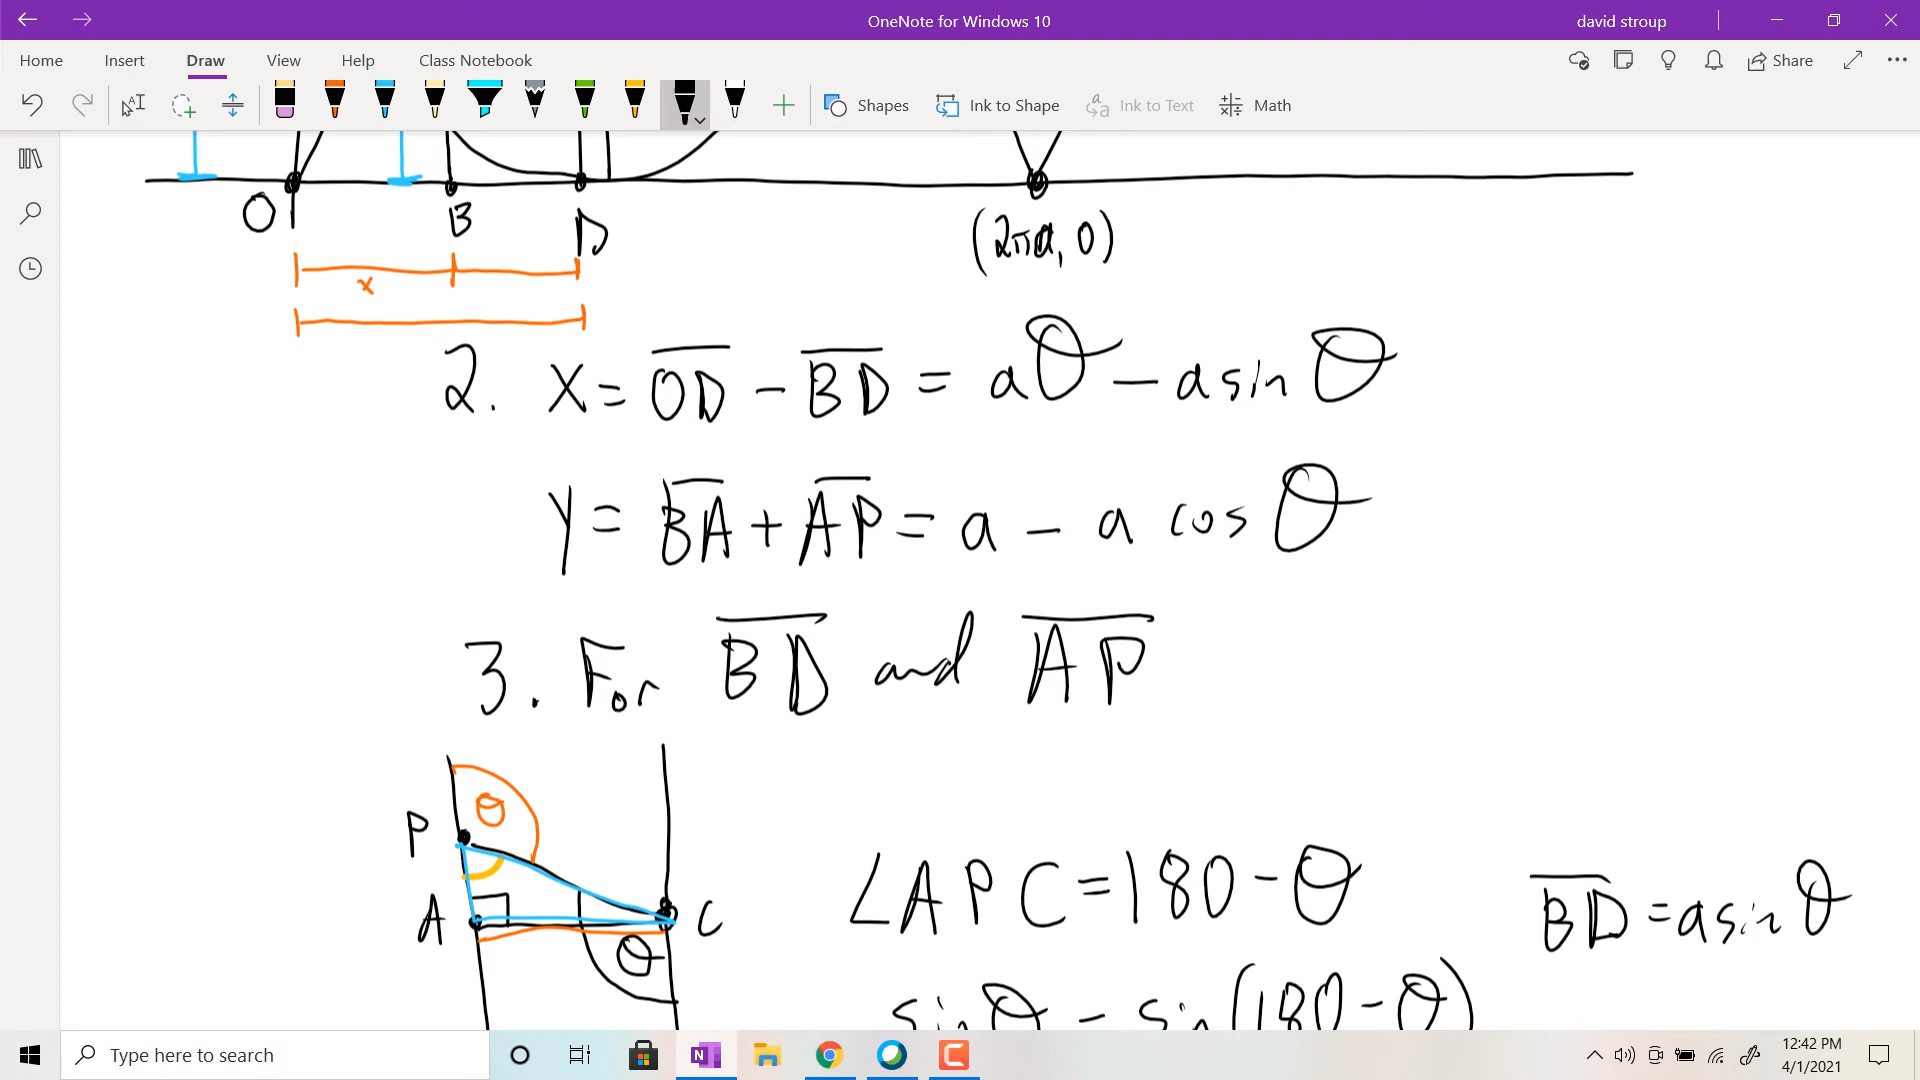 OneNote for Windows 10
david stroup
Home Insert Draw View Help Class Notebook
Share
Shapes Ink to Shape Ink to Text Math
O B D (2πa, 0)
x
2. X = OD − BD = aθ − a sin θ
y = BA + AP = a − a cos θ
3. For BD and AP
θ
P
A C
θ
∠APC = 180 − θ
BD = a sin θ
sin θ = sin(180 − θ)
Type here to search
12:42 PM
4/1/2021